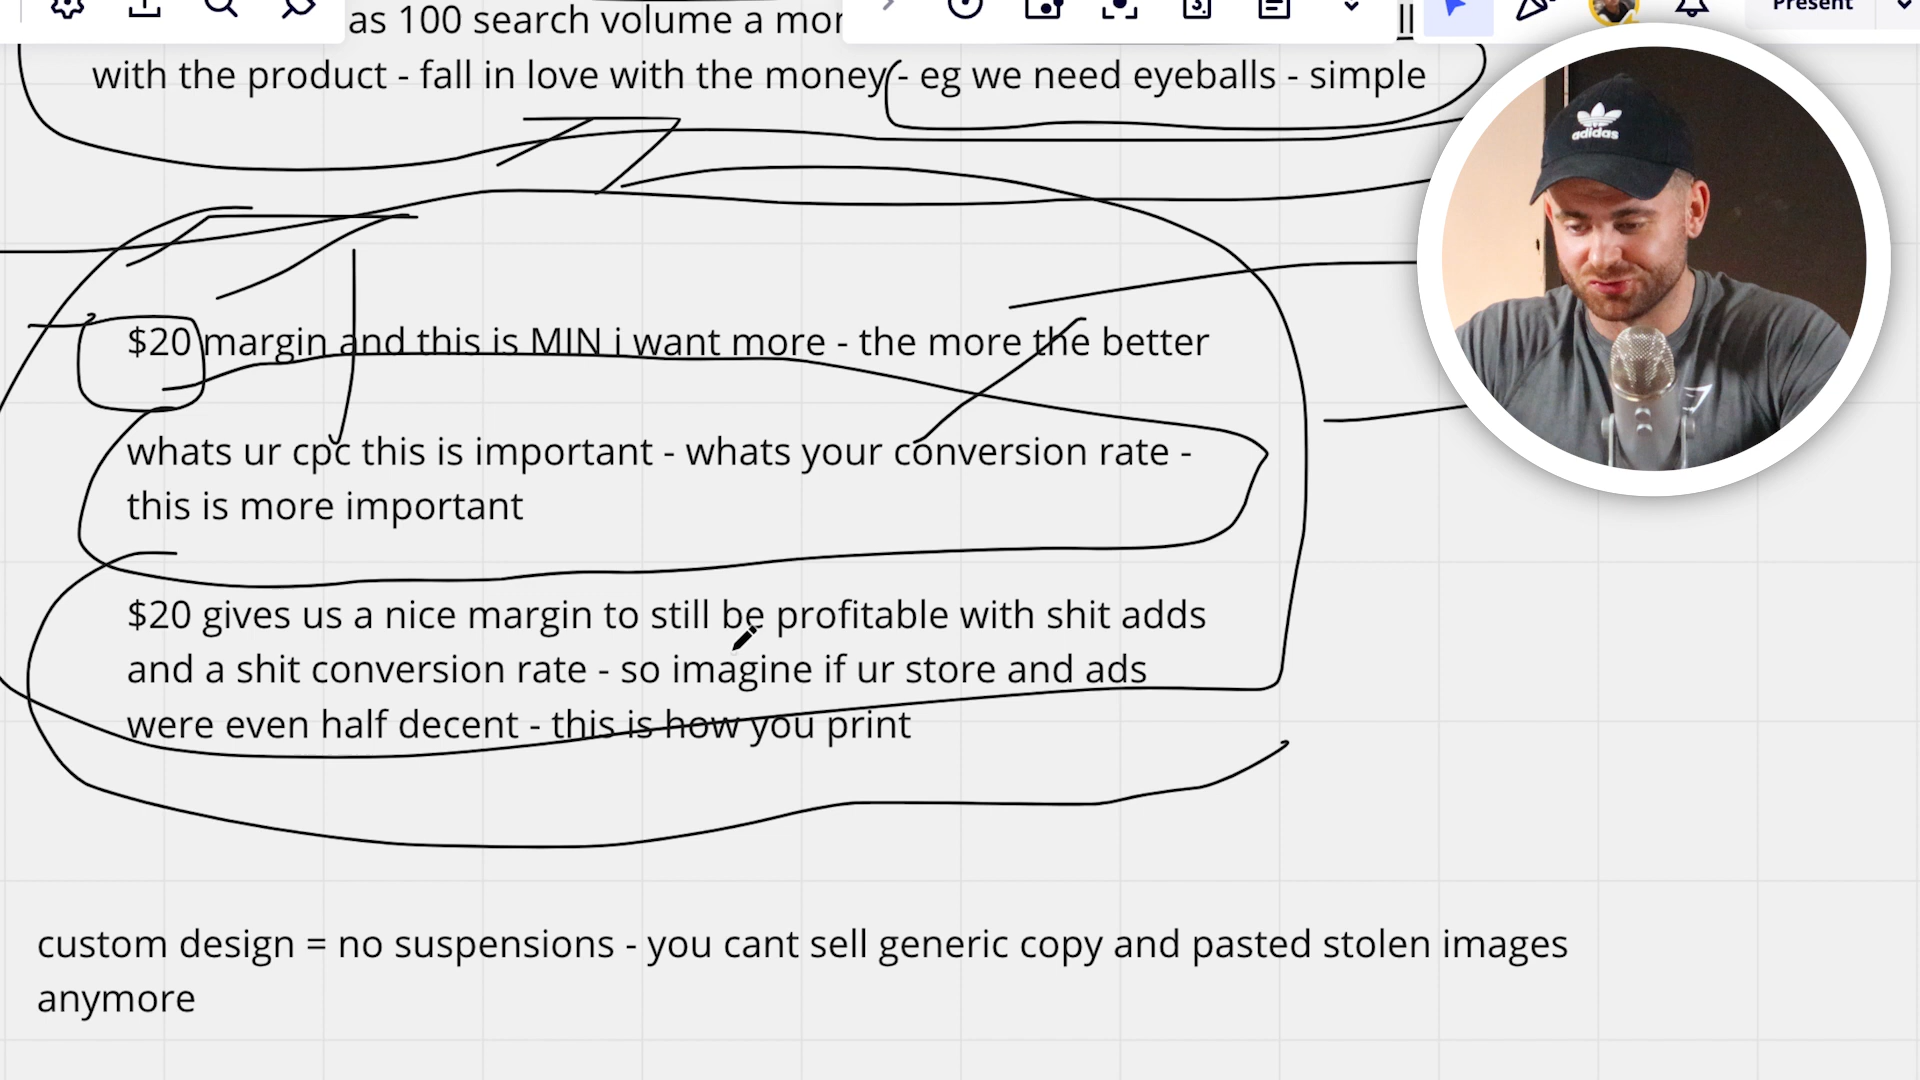 as 100 search volume a mor
Present
with the product - fall in love with the money - eg we need eyeballs - simple
adidas
$20 margin and this is MIN i want more - the more the better
whats ur cpc this is important - whats your conversion rate -
this is more important
$20 gives us a nice margin to still be profitable with shit adds
and a shit conversion rate - so imagine if ur store and ads
were even half decent - this is how you print
custom design = no suspensions - you cant sell generic copy and pasted stolen images
anymore